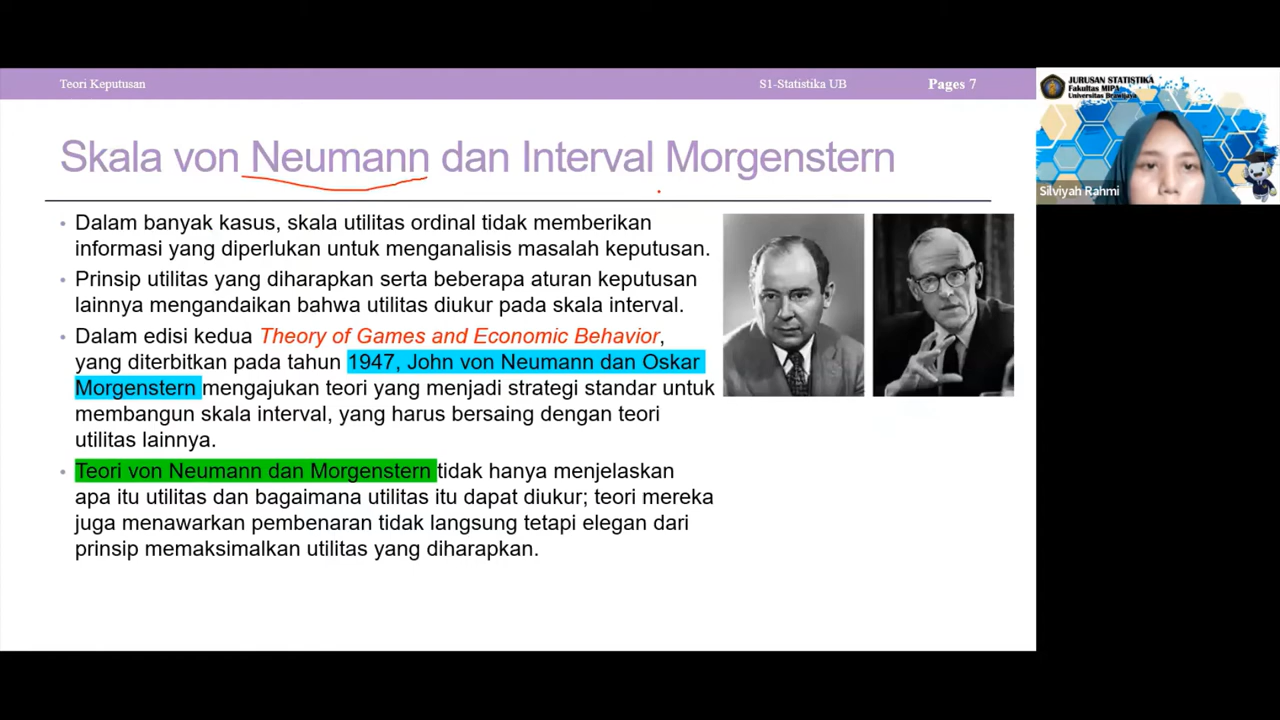 Teori Keputusan
S1-Statistika UB
Pages 7
Skala von Neumann dan Interval Morgenstern
• Dalam banyak kasus, skala utilitas ordinal tidak memberikan
informasi yang diperlukan untuk menganalisis masalah keputusan.
• Prinsip utilitas yang diharapkan serta beberapa aturan keputusan
lainnya mengandaikan bahwa utilitas diukur pada skala interval.
• Dalam edisi kedua Theory of Games and Economic Behavior,
yang diterbitkan pada tahun 1947, John von Neumann dan Oskar
Morgenstern mengajukan teori yang menjadi strategi standar untuk
membangun skala interval, yang harus bersaing dengan teori
utilitas lainnya.
• Teori von Neumann dan Morgenstern tidak hanya menjelaskan
apa itu utilitas dan bagaimana utilitas itu dapat diukur; teori mereka
juga menawarkan pembenaran tidak langsung tetapi elegan dari
prinsip memaksimalkan utilitas yang diharapkan.
JURUSAN STATISTIKA
Fakultas MIPA
Universitas Brawijaya
Silviyah Rahmi